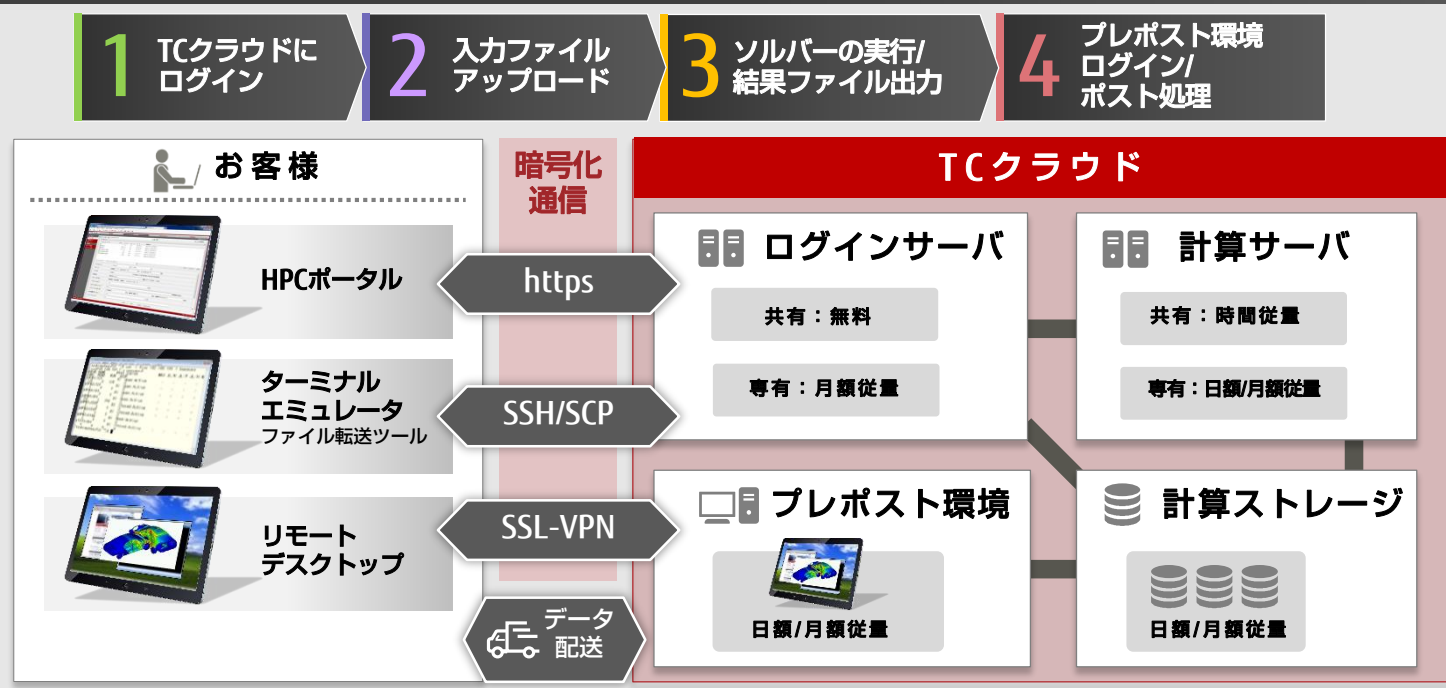 1
TCクラウドに
ログイン
2
入力ファイル
アップロード
3
ソルバーの実行/
結果ファイル出力
4
プレポスト環境
ログイン/
ポスト処理
お客様
暗号化
通信
TCクラウド
HPCポータル
https
ターミナル
エミュレータ
ファイル転送ツール
SSH/SCP
リモート
デスクトップ
SSL-VPN
データ
配送
ログインサーバ
共有：無料
専有：月額従量
計算サーバ
共有：時間従量
専有：日額/月額従量
プレポスト環境
日額/月額従量
計算ストレージ
日額/月額従量